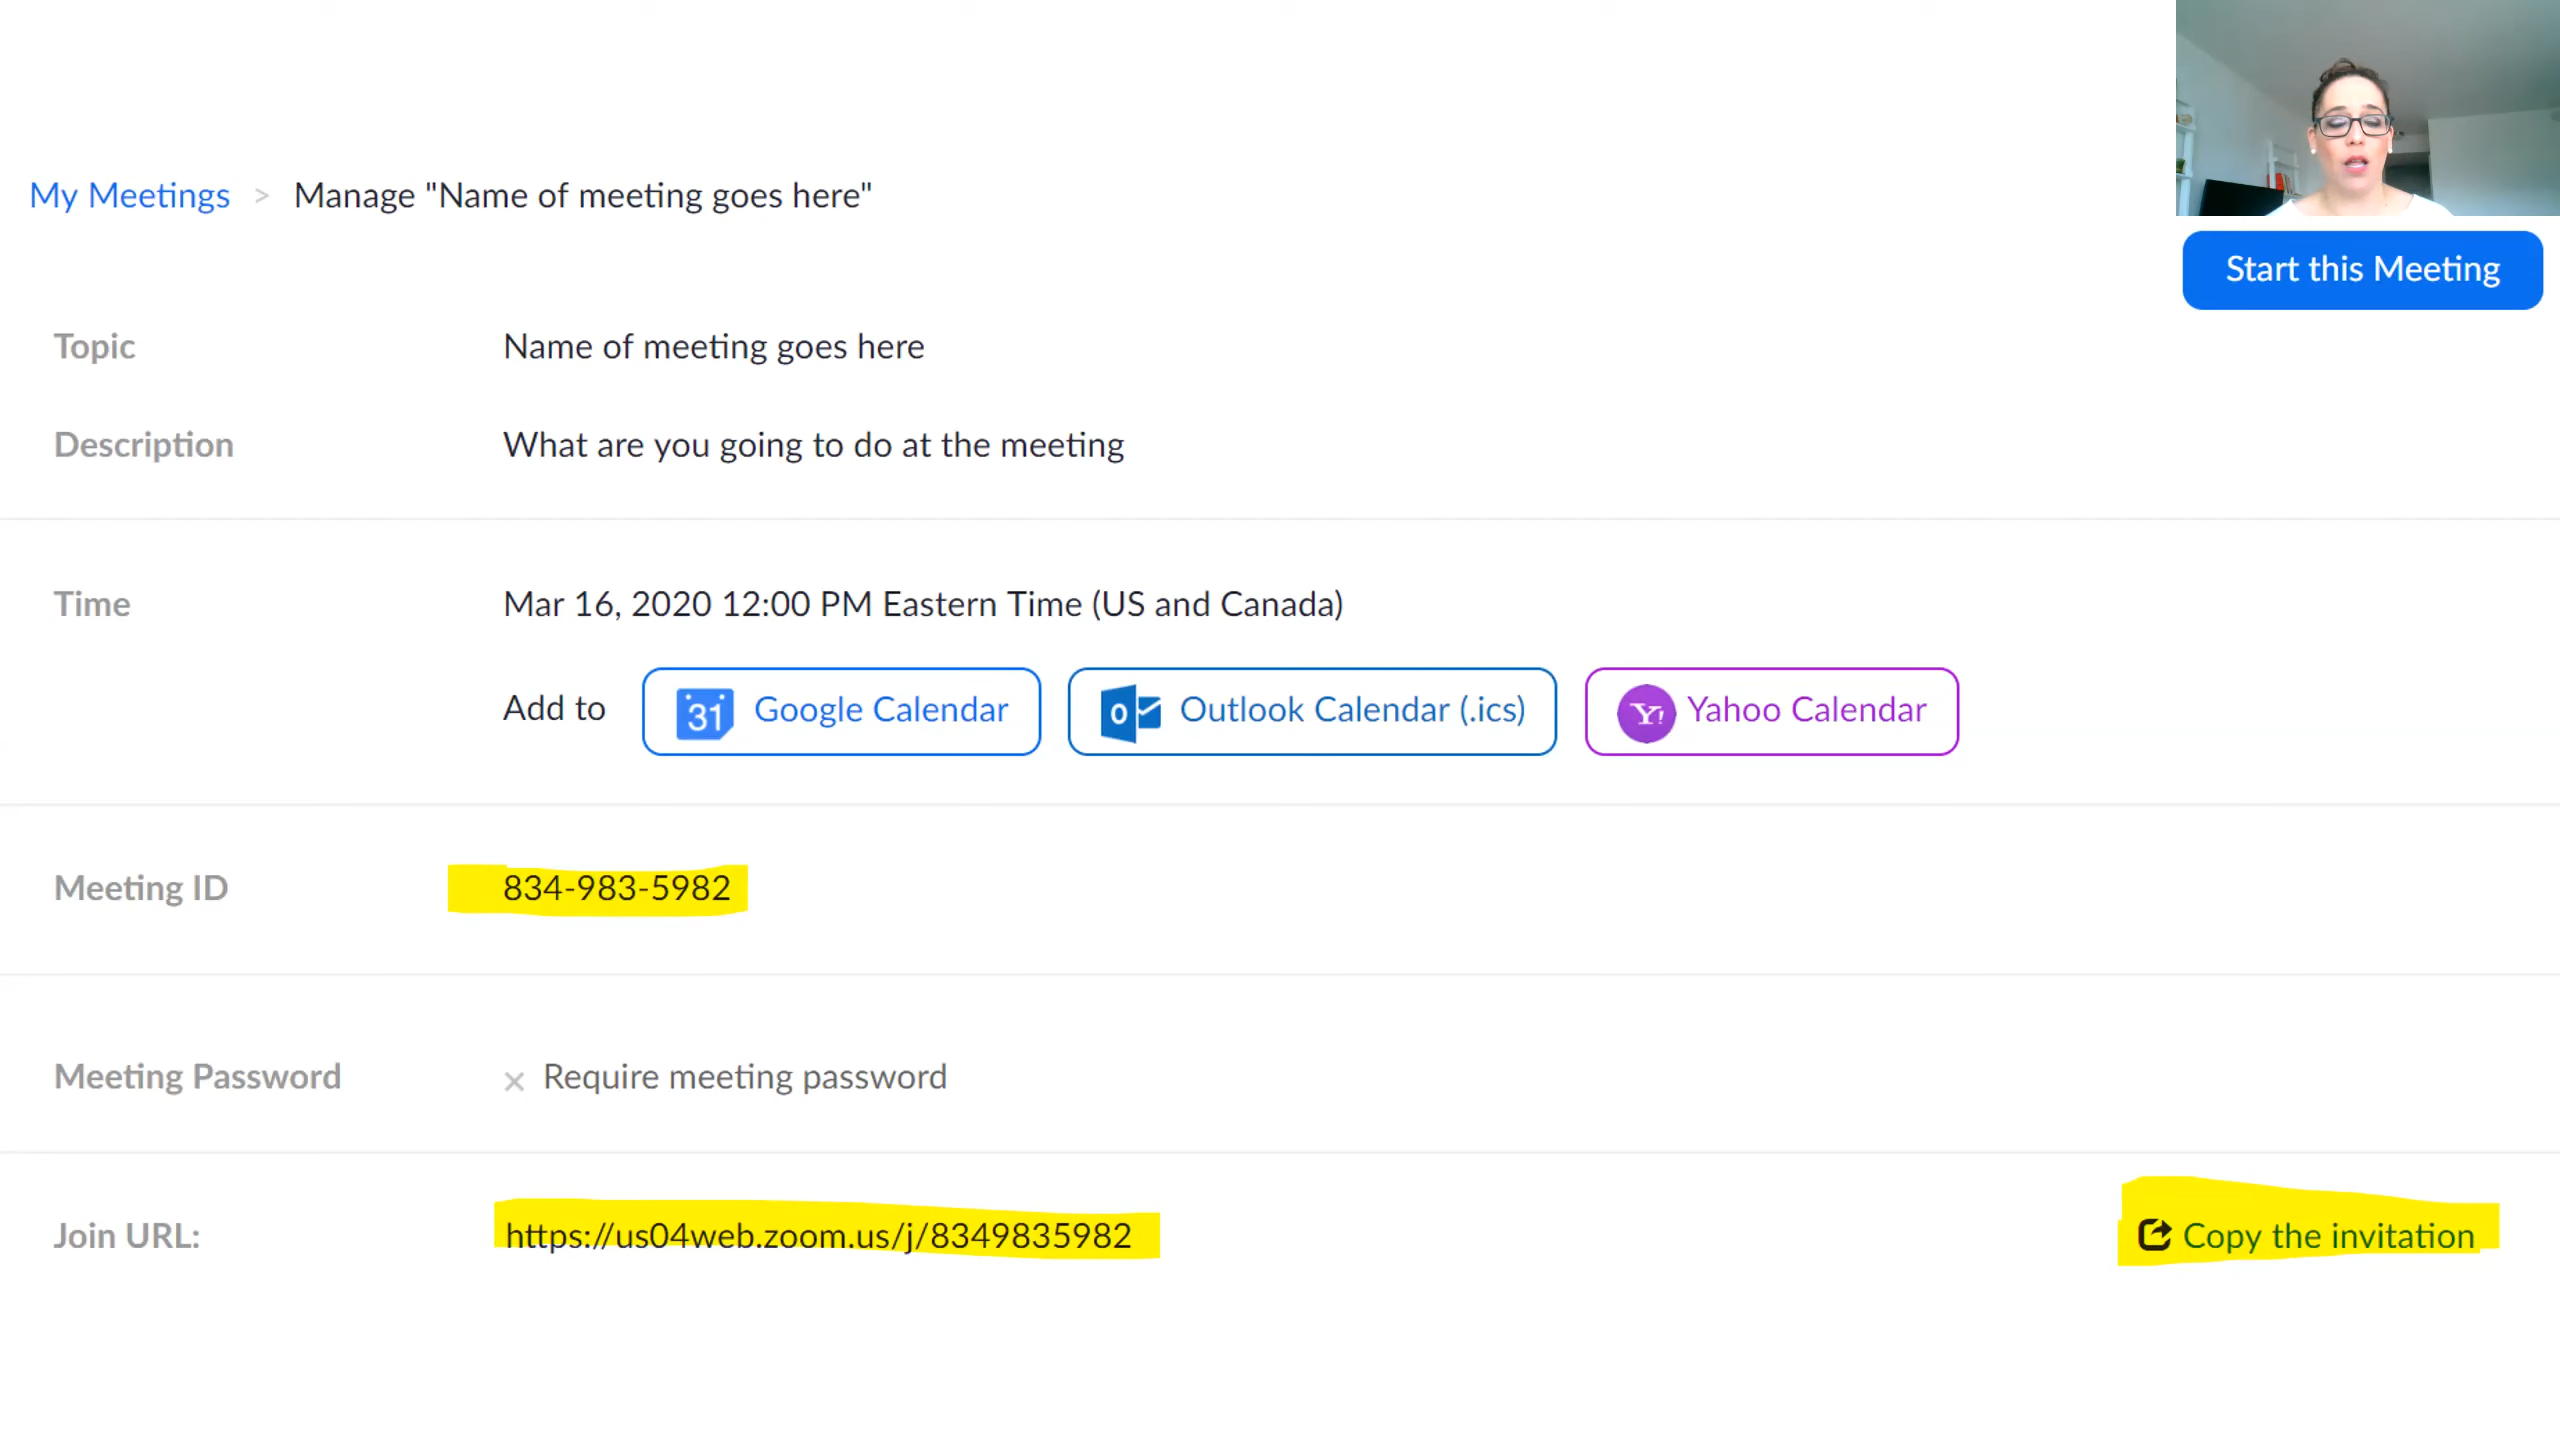 My Meetings > Manage "Name of meeting goes here"
Start this Meeting
Topic Name of meeting goes here
Description What are you going to do at the meeting
Time Mar 16, 2020 12:00 PM Eastern Time (US and Canada)
Add to 31 Google Calendar Outlook Calendar (.ics) Y! Yahoo Calendar
Meeting ID 834-983-5982
Meeting Password × Require meeting password
Join URL: https://us04web.zoom.us/j/8349835982 Copy the invitation